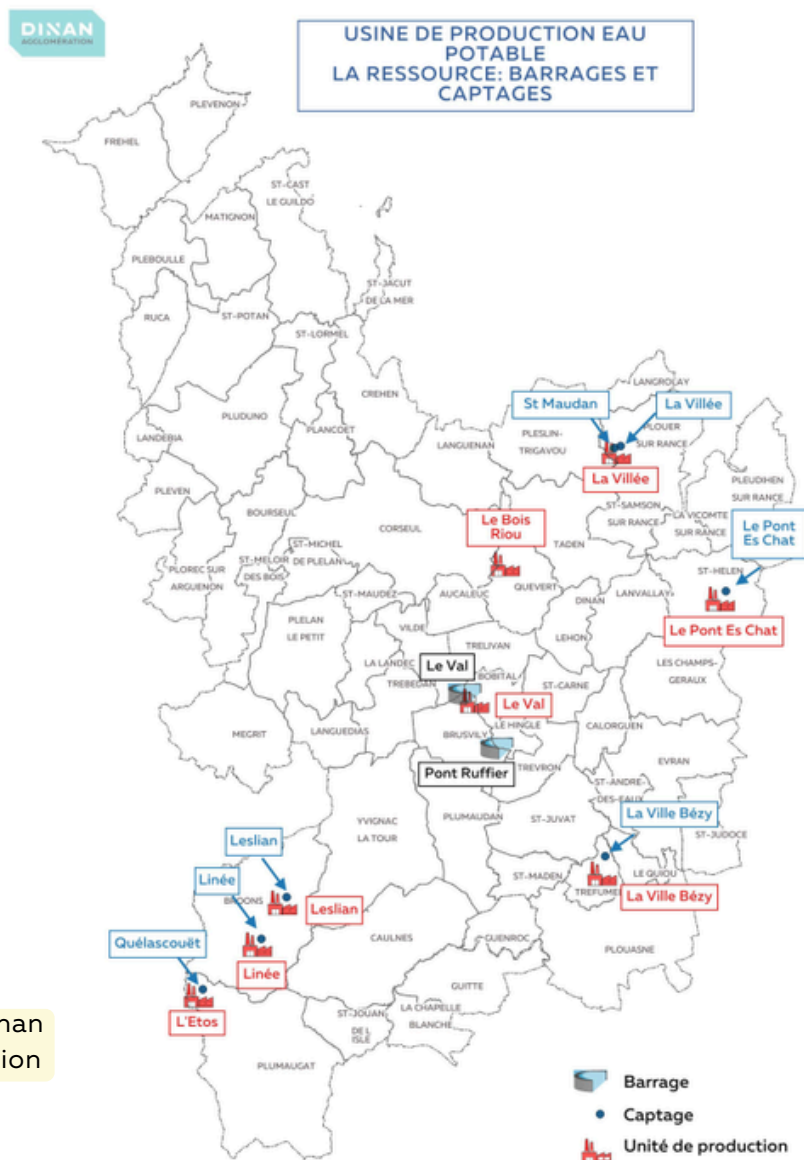 DINAN
AGGLOMÉRATION
USINE DE PRODUCTION EAU
POTABLE
LA RESSOURCE: BARRAGES ET
CAPTAGES
PLEVENON
FREHEL
ST-CAST
LE GUILDO
MATIGNON
PLEBOULLE
ST-JACUT
DE LA MER
RUCA
ST-POTAN
ST-LORMEL
LANGROLAY
CREHEN
St Maudan
La Villée
PLUDUNO
PLANCOET
PLOUER
SUR RANCE
LANDEBIA
LANGUENAN
PLESLIN-
TRIGAVOU
PLEUDIHEN
SUR RANCE
La Villée
PLEVEN
BOURSEUL
ST-SAMSON
SUR RANCE
LA VICOMTE
SUR RANCE
Le Pont
Es Chat
Le Bois
Riou
CORSEUL
TADEN
ST-MICHEL
DE PLELAN
ST-MELOIR
DES BOIS
PLOREC SUR
ARGUENON
ST-HELEN
ST-MAUDEZ
AUCALEUC
QUEVERT
DINAN
LANVALLAY
PLELAN
LE PETIT
VILDE
LEHON
Le Pont Es Chat
TRELIVAN
LA LANDEC
Le Val
BOBITAL
LES CHAMPS-
GERAUX
TREBEDAN
ST-CARNE
Le Val
LE HINGLE
CALORGUEN
MEGRIT
LANGUEDIAS
BRUSVILY
EVRAN
Pont Ruffier
TREVRON
ST-ANDRE-
DES-EAUX
YVIGNAC
LA TOUR
PLUMAUDAN
ST-JUVAT
La Ville Bézy
ST-JUDOCE
Leslian
Linée
BROONS
ST-MADEN
TREFUMEL
LE QUIOU
La Ville Bézy
Leslian
CAULNES
GUENROC
PLOUASNE
Quélascouët
Linée
GUITTE
L'Etos
LA CHAPELLE
BLANCHE
ST-JOUAN
DE L
ISLE
nan
ion
PLUMAUGAT
Barrage
Captage
Unité de production